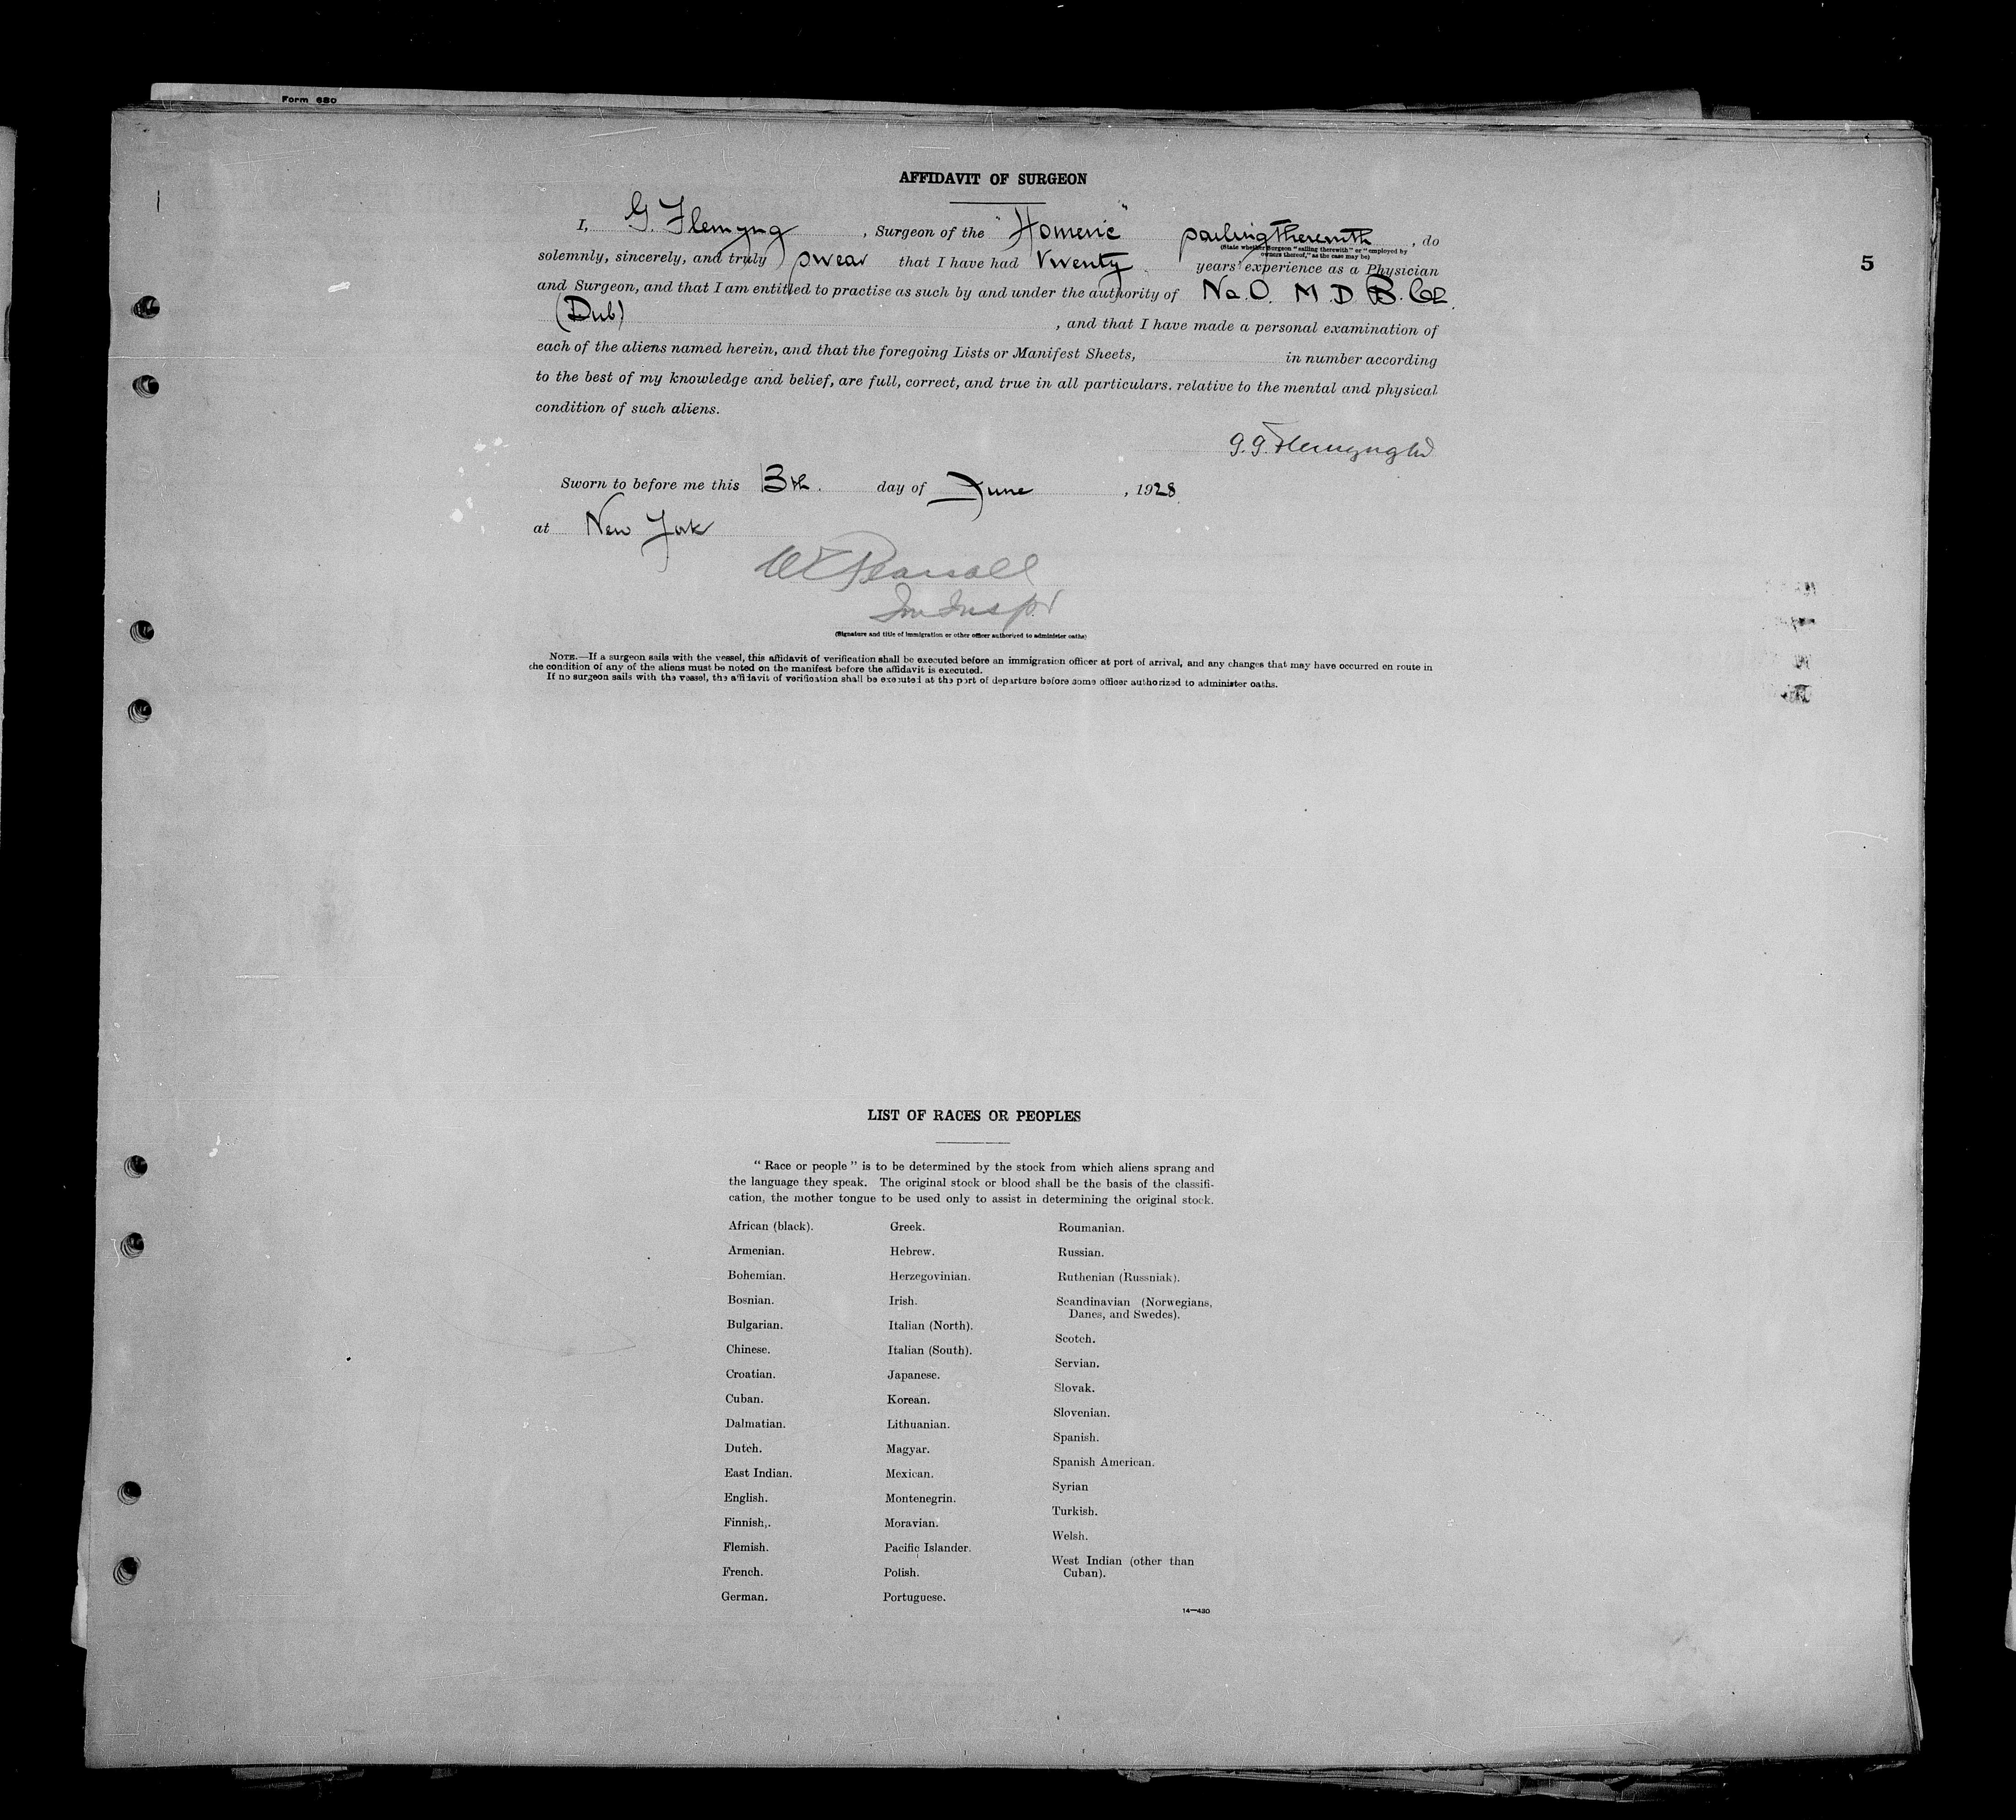 Form 680
AFFIDAVIT OF SURGEON
I, G. Flemyng, Surgeon of the "Homeric" sailing therewith, do
(State whether Surgeon "sailing therewith" or "employed by
owners thereof," as the case may be)
5
solemnly, sincerely, and truly swear that I have had Twenty years' experience as a Physician
and Surgeon, and that I am entitled to practise as such by and under the authority of M.D B. Ch
(Dub), and that I have made a personal examination of
each of the aliens named herein, and that the foregoing Lists or Manifest Sheets, in number according
to the best of my knowledge and belief, are full, correct, and true in all particulars. relative to the mental and physical
condition of such aliens.
G.G. Flemyng
Sworn to before me this 13th. day of June, 1928
at New York
W Pearsall
Im Inspr
(Signature and title of immigration or other officer authorized to administer oaths)
NOTE.—If a surgeon sails with the vessel, this affidavit of verification shall be executed before an immigration officer at port of arrival, and any changes that may have occurred en route in
the condition of any of the aliens must be noted on the manifest before the affidavit is executed.
If no surgeon sails with the vessel, the affidavit of verification shall be executed at the port of departure before some officer authorized to administer oaths.
LIST OF RACES OR PEOPLES
"Race or people" is to be determined by the stock from which aliens sprang and
the language they speak. The original stock or blood shall be the basis of the classifi-
cation, the mother tongue to be used only to assist in determining the original stock.
African (black).
Armenian.
Bohemian.
Bosnian.
Bulgarian.
Chinese.
Croatian.
Cuban.
Dalmatian.
Dutch.
East Indian.
English.
Finnish,.
Flemish.
French.
German.
Greek.
Hebrew.
Herzegovinian.
Irish.
Italian (North).
Italian (South).
Japanese.
Korean.
Lithuanian.
Magyar.
Mexican.
Montenegrin.
Moravian.
Pacific Islander.
Polish.
Portuguese.
Roumanian.
Russian.
Ruthenian (Russniak).
Scandinavian (Norwegians,
Danes, and Swedes).
Scotch.
Servian.
Slovak.
Slovenian.
Spanish.
Spanish American.
Syrian
Turkish.
Welsh.
West Indian (other than
Cuban).
14—430